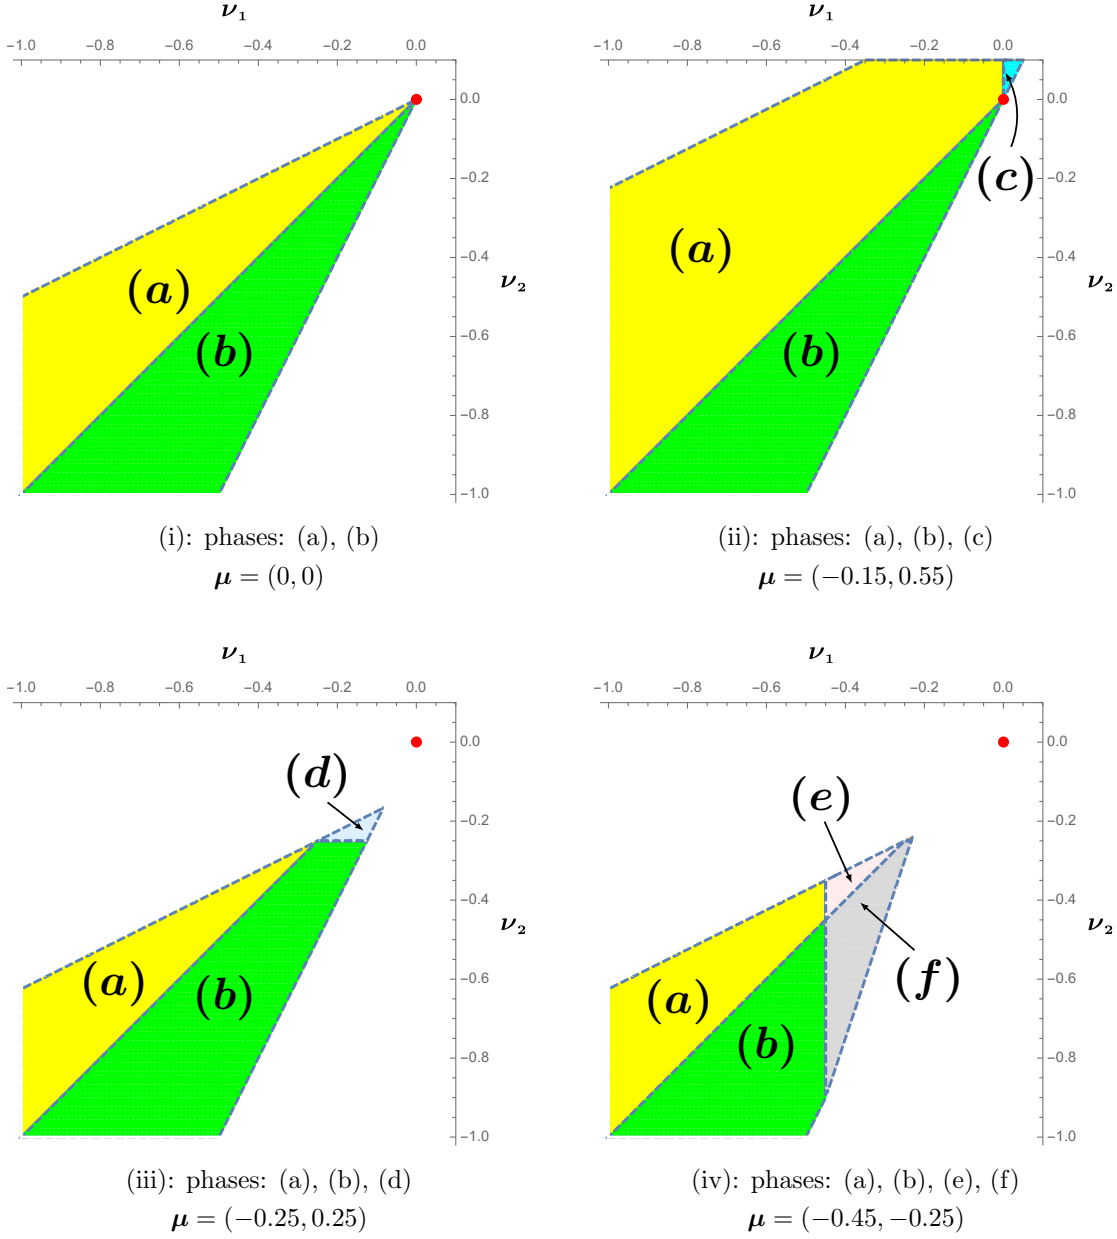 ν₁ ν₁
−1.0 −0.8 −0.6 −0.4 −0.2 0.0 −1.0 −0.8 −0.6 −0.4 −0.2 0.0
0.0 0.0
(c)
−0.2 −0.2
(a)
−0.4 −0.4
ν₂ ν₂
(a)
−0.6 −0.6
(b) (b)
−0.8 −0.8
−1.0 −1.0
(i): phases: (a), (b) (ii): phases: (a), (b), (c)
μ = (0, 0) μ = (−0.15, 0.55)
ν₁ ν₁
−1.0 −0.8 −0.6 −0.4 −0.2 0.0 −1.0 −0.8 −0.6 −0.4 −0.2 0.0
0.0 0.0
(d) (e)
−0.2 −0.2
−0.4 −0.4
ν₂ ν₂
(a) (b) (a) (f)
−0.6 −0.6
(b)
−0.8 −0.8
−1.0 −1.0
(iii): phases: (a), (b), (d) (iv): phases: (a), (b), (e), (f)
μ = (−0.25, 0.25) μ = (−0.45, −0.25)